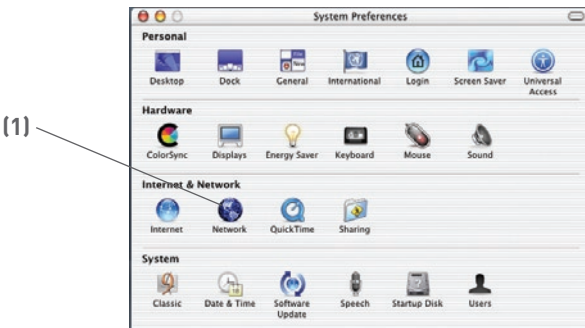 System Preferences
Personal
Desktop Dock General International Login Screen Saver Universal Access
Hardware
(1)
ColorSync Displays Energy Saver Keyboard Mouse Sound
Internet & Network
Internet Network QuickTime Sharing
System
Classic Date & Time Software Update Speech Startup Disk Users